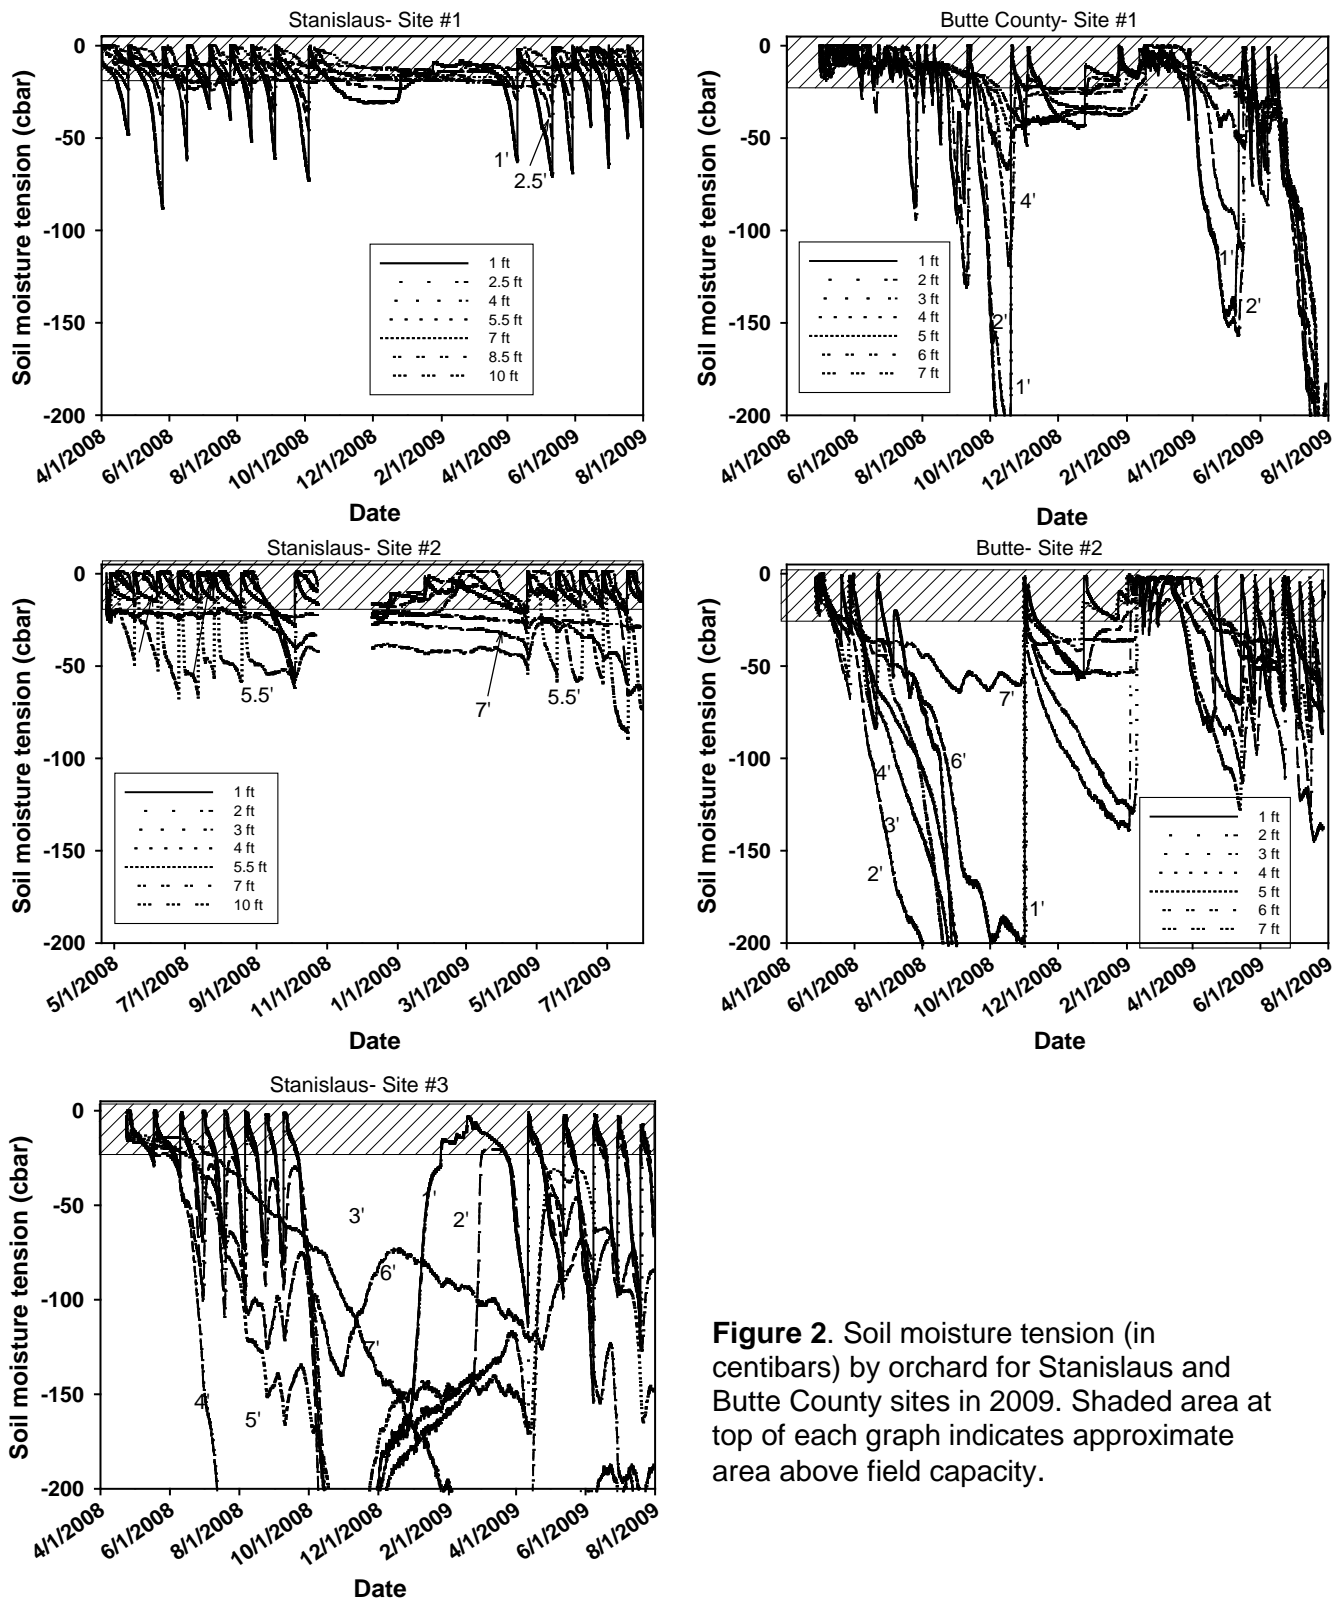 Stanislaus- Site #1
Soil moisture tension (cbar)
0
-50
-100
-150
-200
1'
2.5'
1 ft
2.5 ft
4 ft
5.5 ft
7 ft
8.5 ft
10 ft
4/1/2008
6/1/2008
8/1/2008
10/1/2008
12/1/2008
2/1/2009
4/1/2009
6/1/2009
8/1/2009
Date
Butte County- Site #1
Soil moisture tension (cbar)
0
-50
-100
-150
-200
4'
2'
1'
1'
2'
1 ft
2 ft
3 ft
4 ft
5 ft
6 ft
7 ft
4/1/2008
6/1/2008
8/1/2008
10/1/2008
12/1/2008
2/1/2009
4/1/2009
6/1/2009
8/1/2009
Date
Stanislaus- Site #2
Soil moisture tension (cbar)
0
-50
-100
-150
-200
5.5'
7'
5.5'
1 ft
2 ft
3 ft
4 ft
5.5 ft
7 ft
10 ft
5/1/2008
7/1/2008
9/1/2008
11/1/2008
1/1/2009
3/1/2009
5/1/2009
7/1/2009
Date
Butte- Site #2
Soil moisture tension (cbar)
0
-50
-100
-150
-200
7'
6'
4'
3'
2'
1'
1 ft
2 ft
3 ft
4 ft
5 ft
6 ft
7 ft
4/1/2008
6/1/2008
8/1/2008
10/1/2008
12/1/2008
2/1/2009
4/1/2009
6/1/2009
8/1/2009
Date
Stanislaus- Site #3
Soil moisture tension (cbar)
0
-50
-100
-150
-200
1'
3'
2'
6'
7'
4'
5'
4/1/2008
6/1/2008
8/1/2008
10/1/2008
12/1/2008
2/1/2009
4/1/2009
6/1/2009
8/1/2009
Date
Figure 2. Soil moisture tension (in
centibars) by orchard for Stanislaus and
Butte County sites in 2009. Shaded area at
top of each graph indicates approximate
area above field capacity.